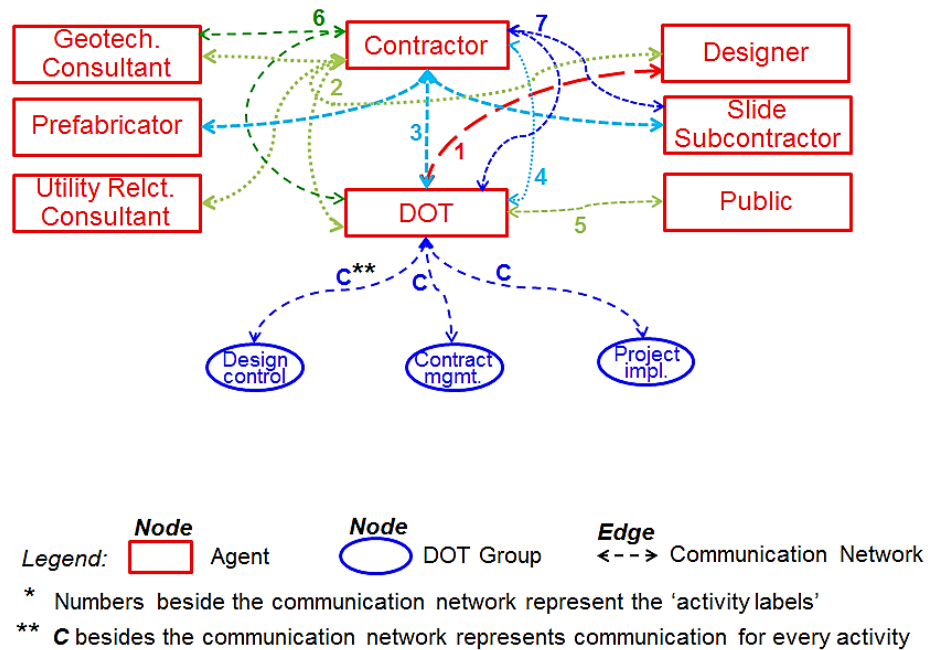 6
7
Geotech.
Consultant
Contractor
Designer
2
Prefabricator
3
1
Slide
Subcontractor
4
Utility Relct.
Consultant
DOT
5
Public
C**
C
C
Design
control
Contract
mgmt.
Project
impl.
Node
Node
Edge
Legend:
Agent
DOT Group
Communication Network
* Numbers beside the communication network represent the ‘activity labels’
** C besides the communication network represents communication for every activity